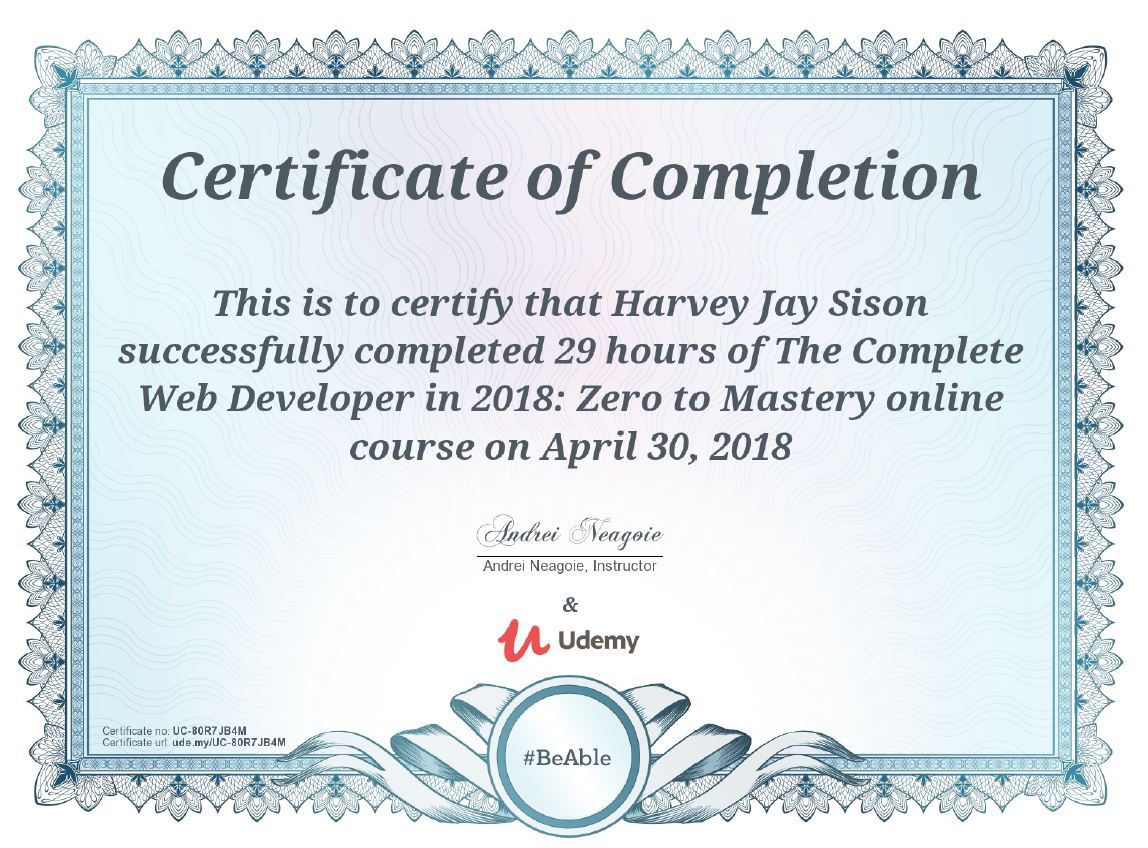 Certificate of Completion
This is to certify that Harvey Jay Sison
successfully completed 29 hours of The Complete
Web Developer in 2018: Zero to Mastery online
course on April 30, 2018
Andrei Neagoie
Andrei Neagoie, Instructor
&
Udemy
Certificate no: UC-80R7JB4M
Certificate url: ude.my/UC-80R7JB4M
#BeAble